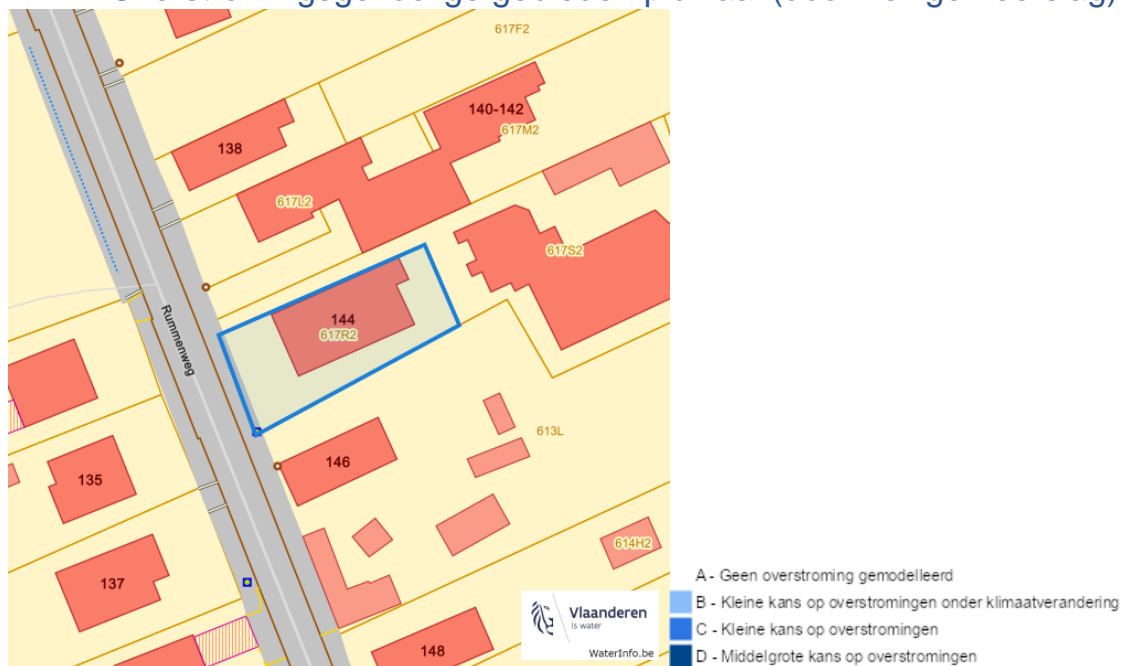 617F2
140-142
617M2
138
617L2
617S2
Rummenweg
144
617R2
613L
146
135
137
614H2
148
Vlaanderen
is water
WaterInfo.be
A - Geen overstroming gemodelleerd
B - Kleine kans op overstromingen onder klimaatverandering
C - Kleine kans op overstromingen
D - Middelgrote kans op overstromingen